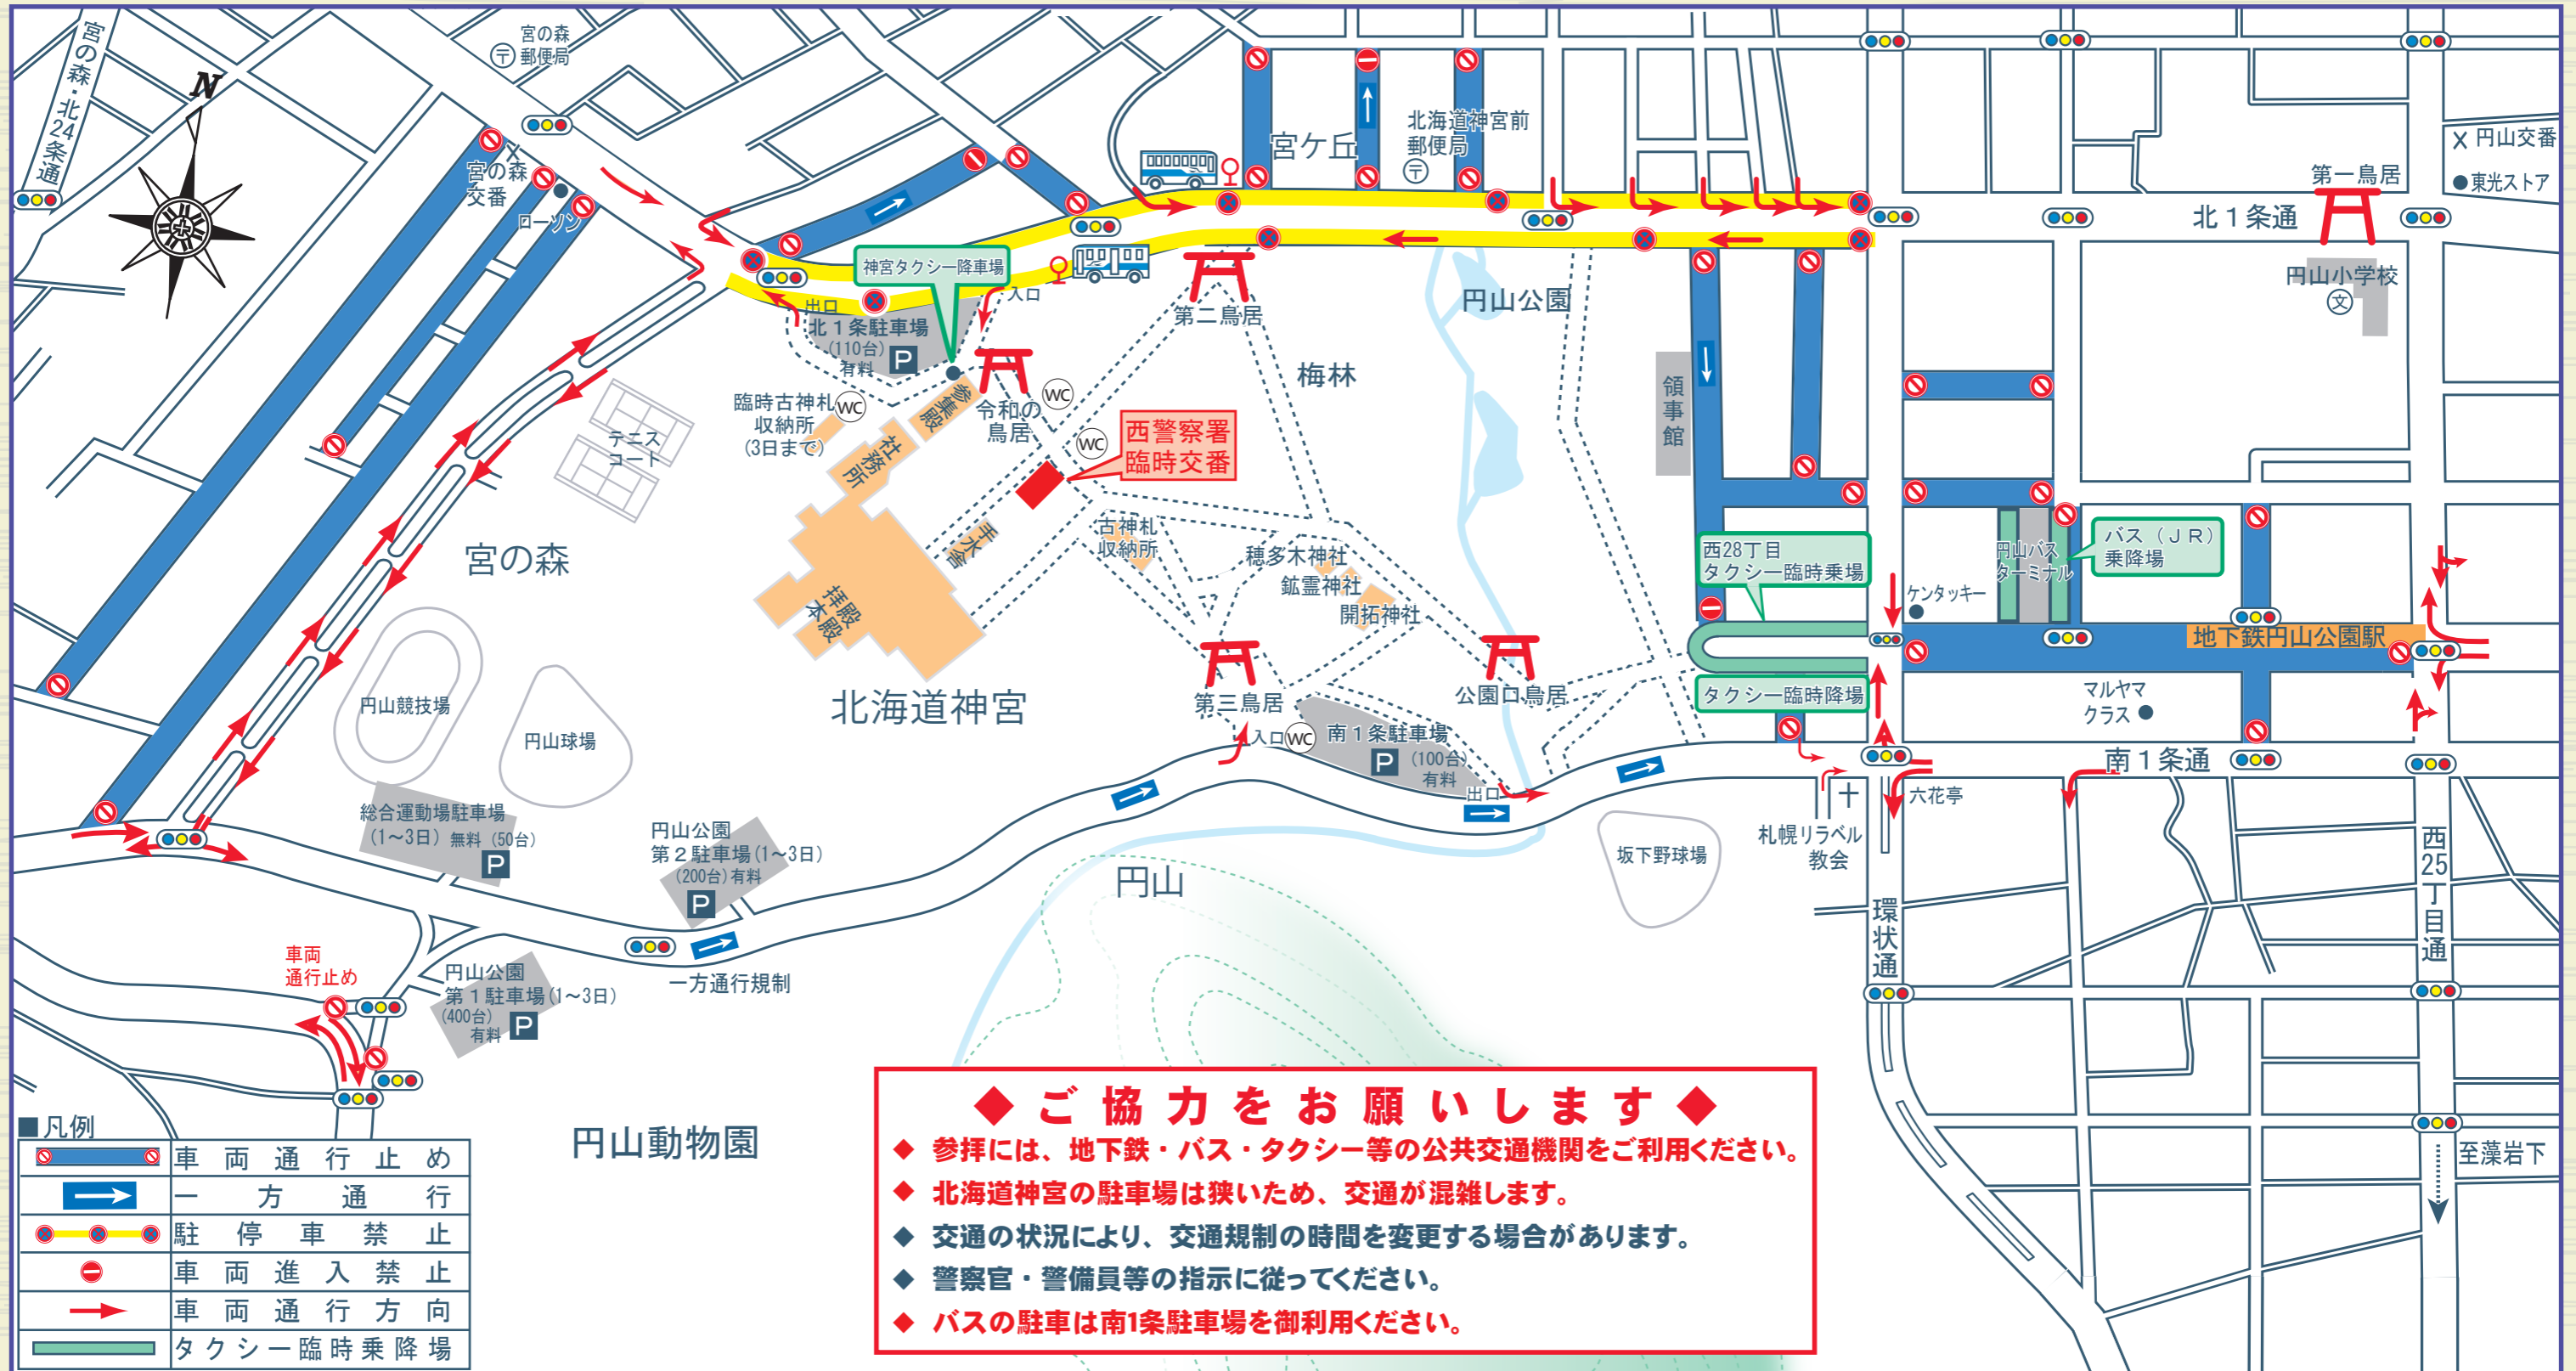 宮の森・北24条通
N
宮の森
郵便局
〒
宮の森
交番
ローソン
宮ケ丘
北海道神宮前
郵便局
〒
円山交番
東光ストア
第一鳥居
北1条通
円山小学校
文
神宮タクシー降車場
入口
出口
北1条駐車場
(110台)
有料
P
第二鳥居
円山公園
梅林
領事館
臨時古神札
収納所
(3日まで)
WC
参集殿
令和の
鳥居
WC
WC
西警察署
臨時交番
社務所
テニス
コート
宮の森
手水舎
古神札
収納所
穂多木神社
鉱霊神社
開拓神社
拝殿
本殿
西28丁目
タクシー臨時乗場
円山バス
ターミナル
バス（ＪＲ）
乗降場
ケンタッキー
地下鉄円山公園駅
タクシー臨時降場
マルヤマ
クラス
北海道神宮
第三鳥居
公園口鳥居
円山競技場
円山球場
入口
WC
南1条駐車場
P
(100台)
有料
出口
南1条通
六花亭
札幌リラベル
教会
坂下野球場
総合運動場駐車場
(1～3日) 無料 (50台)
P
円山公園
第2駐車場(1～3日)
(200台)有料
P
円山
環状通
西25丁目通
車両
通行止め
円山公園
第1駐車場(1～3日)
(400台)
有料
P
一方通行規制
円山動物園
至藻岩下
■凡例
車両通行止め
一方通行
駐停車禁止
車両進入禁止
車両通行方向
タクシー臨時乗降場
◆ご協力をお願いします◆
◆ 参拝には、地下鉄・バス・タクシー等の公共交通機関をご利用ください。
◆ 北海道神宮の駐車場は狭いため、交通が混雑します。
◆ 交通の状況により、交通規制の時間を変更する場合があります。
◆ 警察官・警備員等の指示に従ってください。
◆ バスの駐車は南1条駐車場を御利用ください。